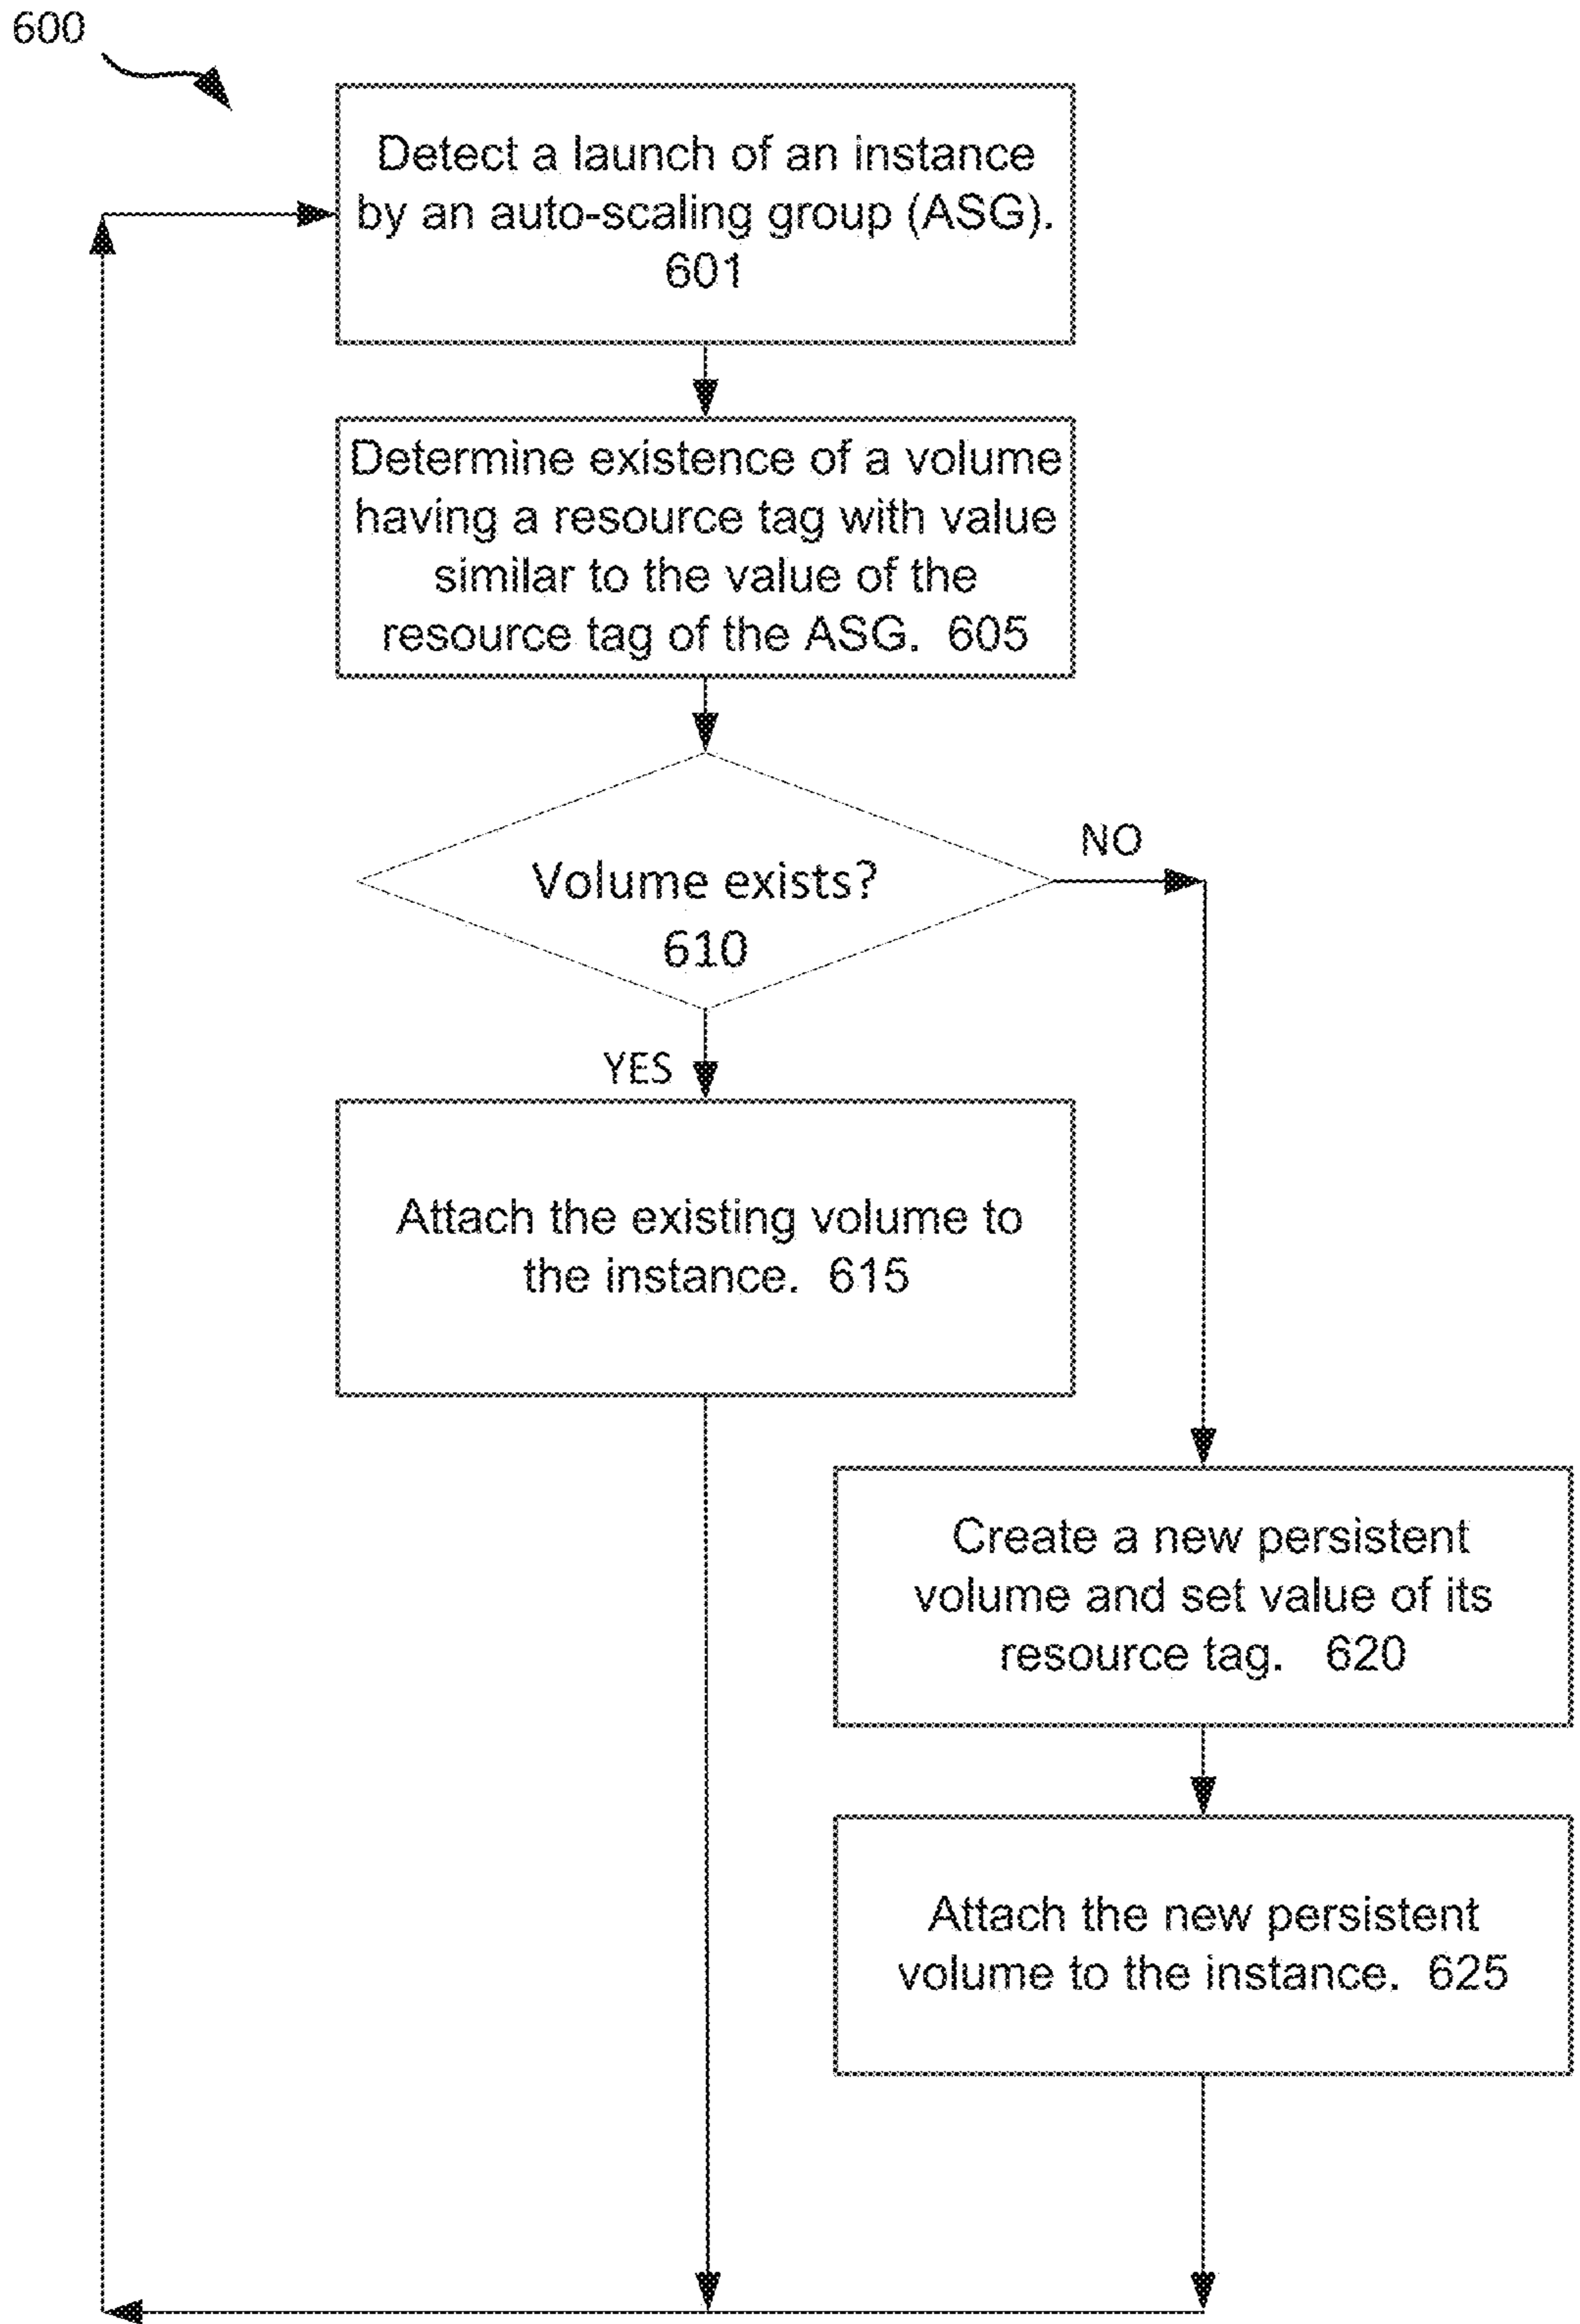 600
Detect a launch of an instance
by an auto-scaling group (ASG).
601
Determine existence of a volume
having a resource tag with value
similar to the value of the
resource tag of the ASG. 605
Volume exists?
610
NO
YES
Attach the existing volume to
the instance. 615
Create a new persistent
volume and set value of its
resource tag. 620
Attach the new persistent
volume to the instance. 625